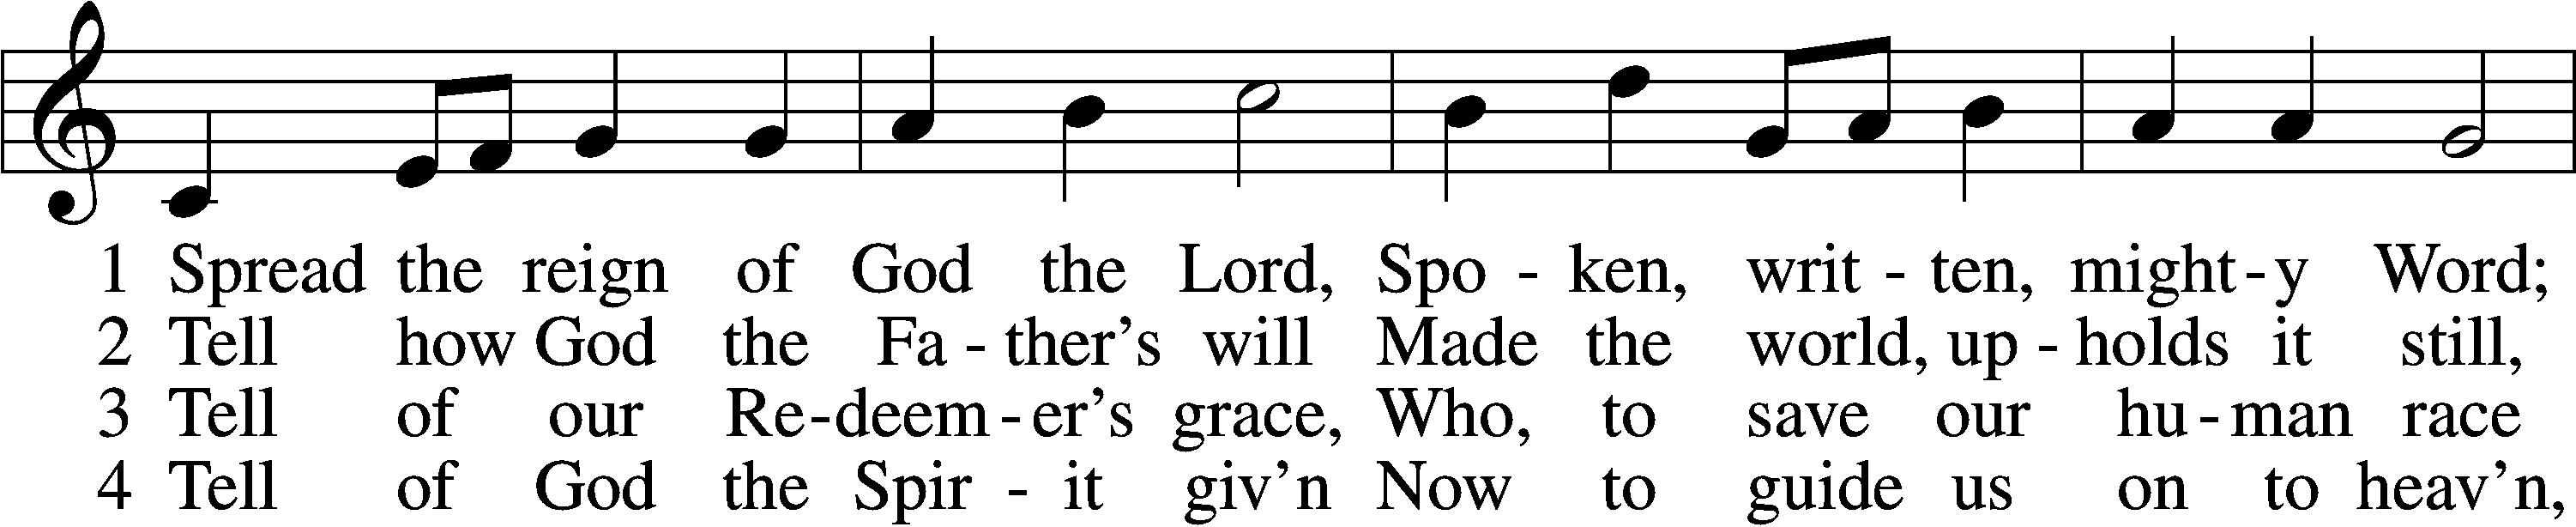 1 Spread the reign of God the Lord, Spo - ken, writ - ten, might - y Word;
2 Tell how God the Fa - ther’s will Made the world, up - holds it still,
3 Tell of our Re - deem - er’s grace, Who, to save our hu - man race
4 Tell of God the Spir - it giv’n Now to guide us on to heav’n,